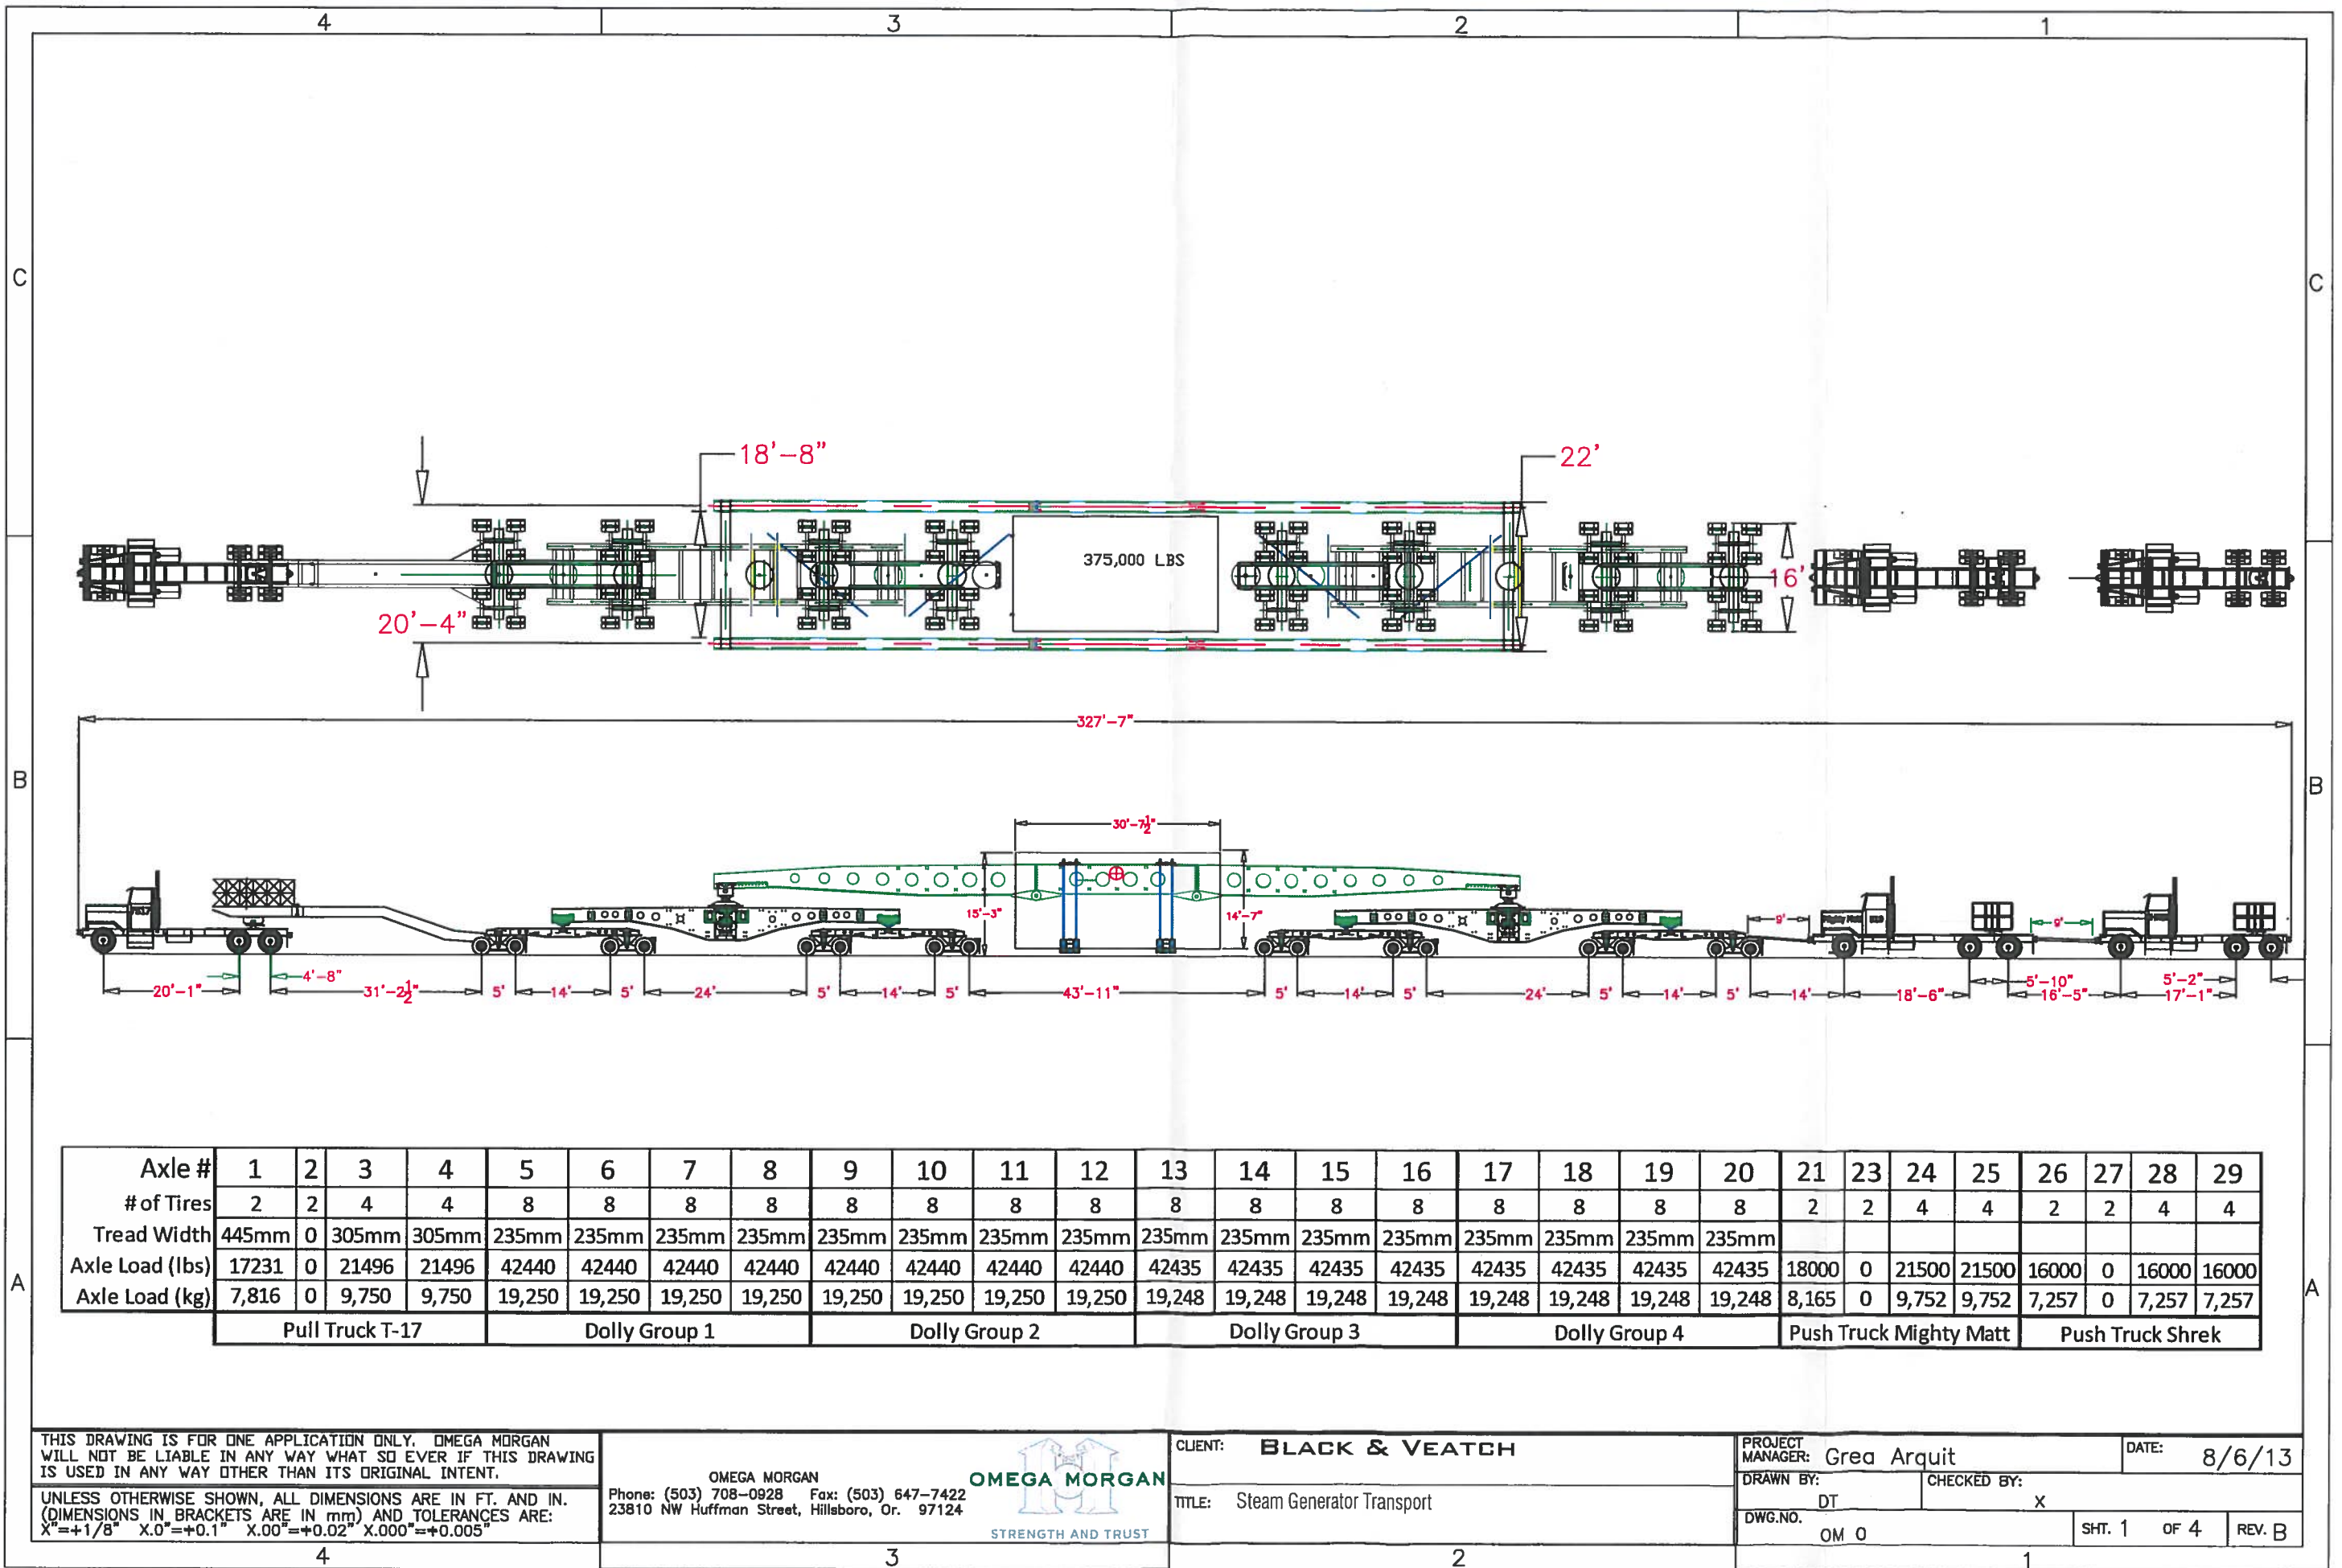 4 3 2 1
C C
18'-8" 22'
375,000 LBS
16'
20'-4"
327'-7"
B B
30'-7½"
15'-3" 14'-7"
9' 9'
4'-8" 5'-10" 5'-2"
20'-1" 31'-2½" 5' 14' 5' 24' 5' 14' 5' 43'-11" 5' 14' 5' 24' 5' 14' 5' 14' 18'-6" 16'-5" 17'-1"
Axle # 1 2 3 4 5 6 7 8 9 10 11 12 13 14 15 16 17 18 19 20 21 23 24 25 26 27 28 29
# of Tires 2 2 4 4 8 8 8 8 8 8 8 8 8 8 8 8 8 8 8 8 2 2 4 4 2 2 4 4
Tread Width 445mm 0 305mm 305mm 235mm 235mm 235mm 235mm 235mm 235mm 235mm 235mm 235mm 235mm 235mm 235mm 235mm 235mm 235mm 235mm
Axle Load (lbs) 17231 0 21496 21496 42440 42440 42440 42440 42440 42440 42440 42440 42435 42435 42435 42435 42435 42435 42435 42435 18000 0 21500 21500 16000 0 16000 16000
Axle Load (kg) 7,816 0 9,750 9,750 19,250 19,250 19,250 19,250 19,250 19,250 19,250 19,250 19,248 19,248 19,248 19,248 19,248 19,248 19,248 19,248 8,165 0 9,752 9,752 7,257 0 7,257 7,257
Pull Truck T-17 Dolly Group 1 Dolly Group 2 Dolly Group 3 Dolly Group 4 Push Truck Mighty Matt Push Truck Shrek
A A
THIS DRAWING IS FOR ONE APPLICATION ONLY. OMEGA MORGAN
WILL NOT BE LIABLE IN ANY WAY WHAT SO EVER IF THIS DRAWING
IS USED IN ANY WAY OTHER THAN ITS ORIGINAL INTENT.
UNLESS OTHERWISE SHOWN, ALL DIMENSIONS ARE IN FT. AND IN.
(DIMENSIONS IN BRACKETS ARE IN mm) AND TOLERANCES ARE:
X"=+1/8" X.0"=+0.1" X.00"=+0.02" X.000"=+0.005"
OMEGA MORGAN
Phone: (503) 708-0928 Fax: (503) 647-7422
23810 NW Huffman Street, Hillsboro, Or. 97124
OMEGA MORGAN
STRENGTH AND TRUST
CLIENT: BLACK & VEATCH
TITLE: Steam Generator Transport
PROJECT MANAGER: Greg Arquit
DATE: 8/6/13
DRAWN BY: DT
CHECKED BY: X
DWG.NO. OM 0
SHT. 1 OF 4 REV. B
4 3 2 1